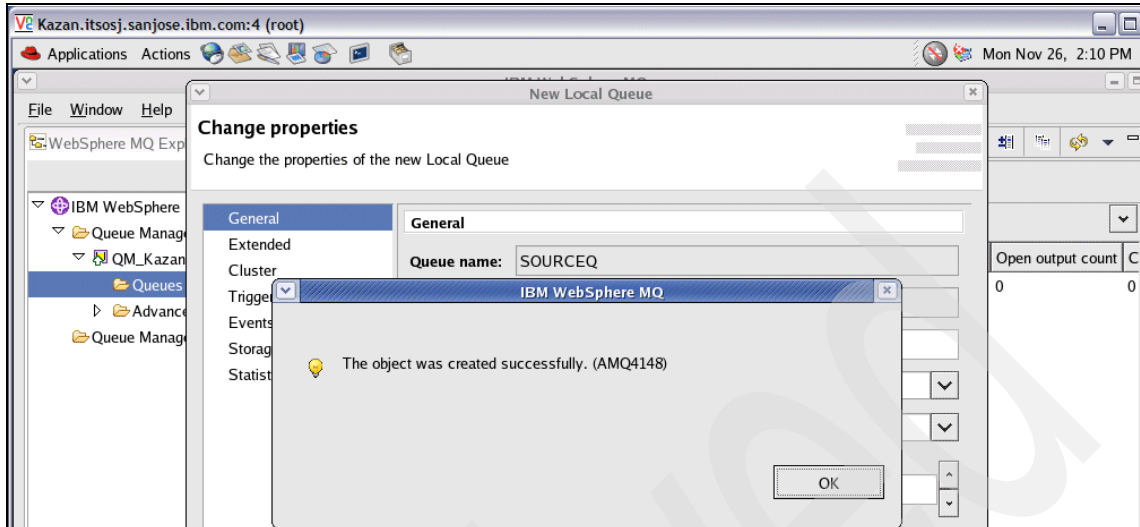 Kazan.itsosj.sanjose.ibm.com:4 (root)
Applications Actions Mon Nov 26, 2:10 PM
New Local Queue
File Window Help
Change properties
WebSphere MQ Exp
Change the properties of the new Local Queue
IBM WebSphere
General
General
Queue Manag
Extended
QM_Kazan
Cluster
Queue name: SOURCEQ
Open output count C
Queues
Trigger
IBM WebSphere MQ
0 0
Advance
Events
Queue Manag
Storag
The object was created successfully. (AMQ4148)
Statist
OK